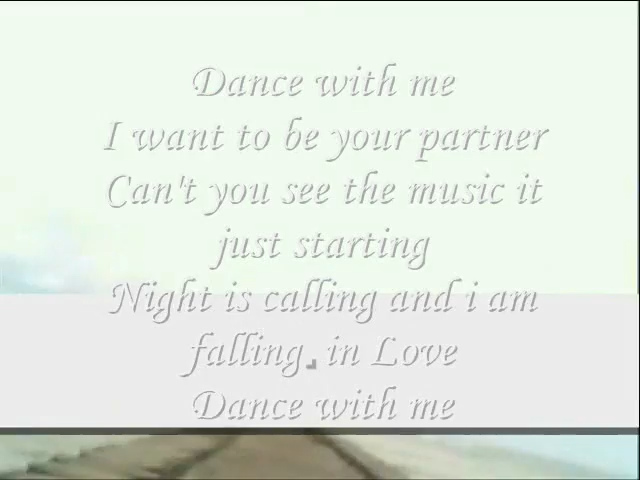 Dance with me
I want to be your partner
Can't you see the music it
just starting
Night is calling and i am
falling in Love
Dance with me